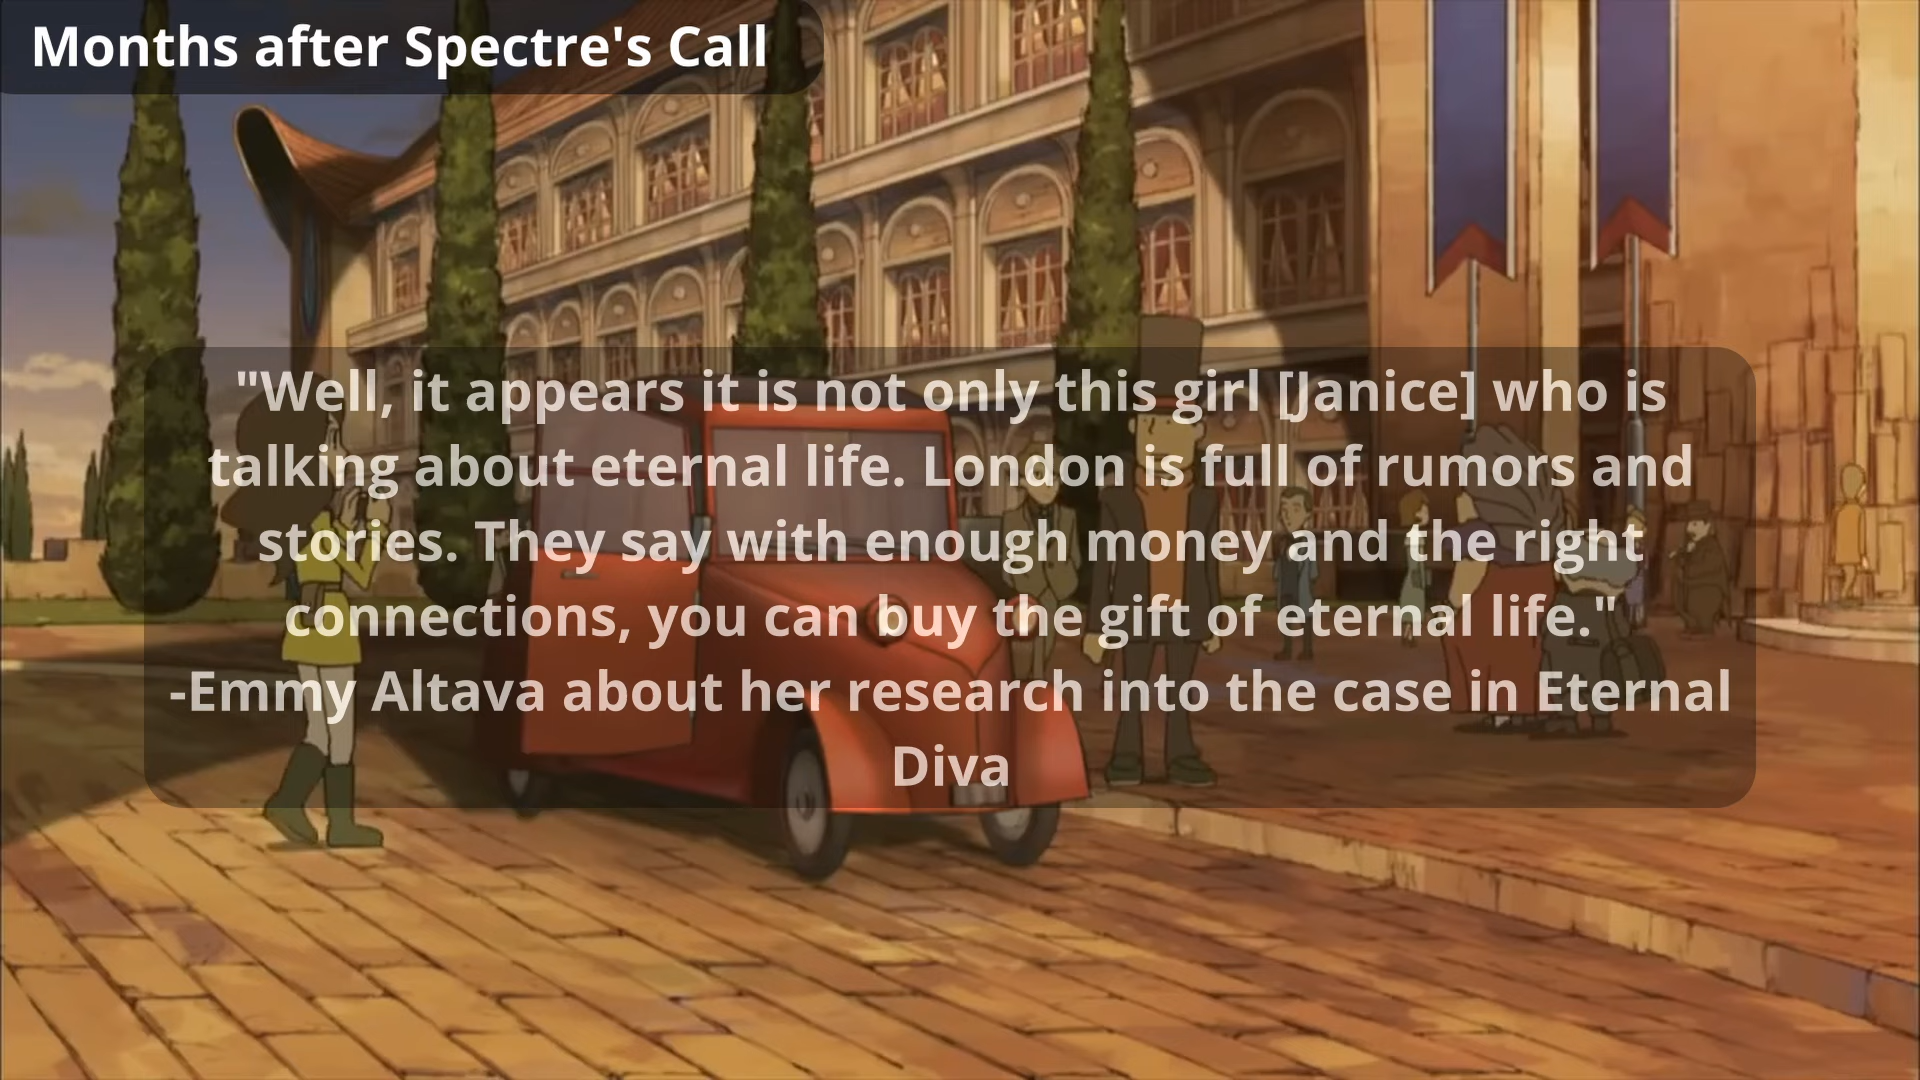 Months after Spectre's Call
"Well, it appears it is not only this girl [Janice] who is
talking about eternal life. London is full of rumors and
stories. They say with enough money and the right
connections, you can buy the gift of eternal life."
-Emmy Altava about her research into the case in Eternal
Diva